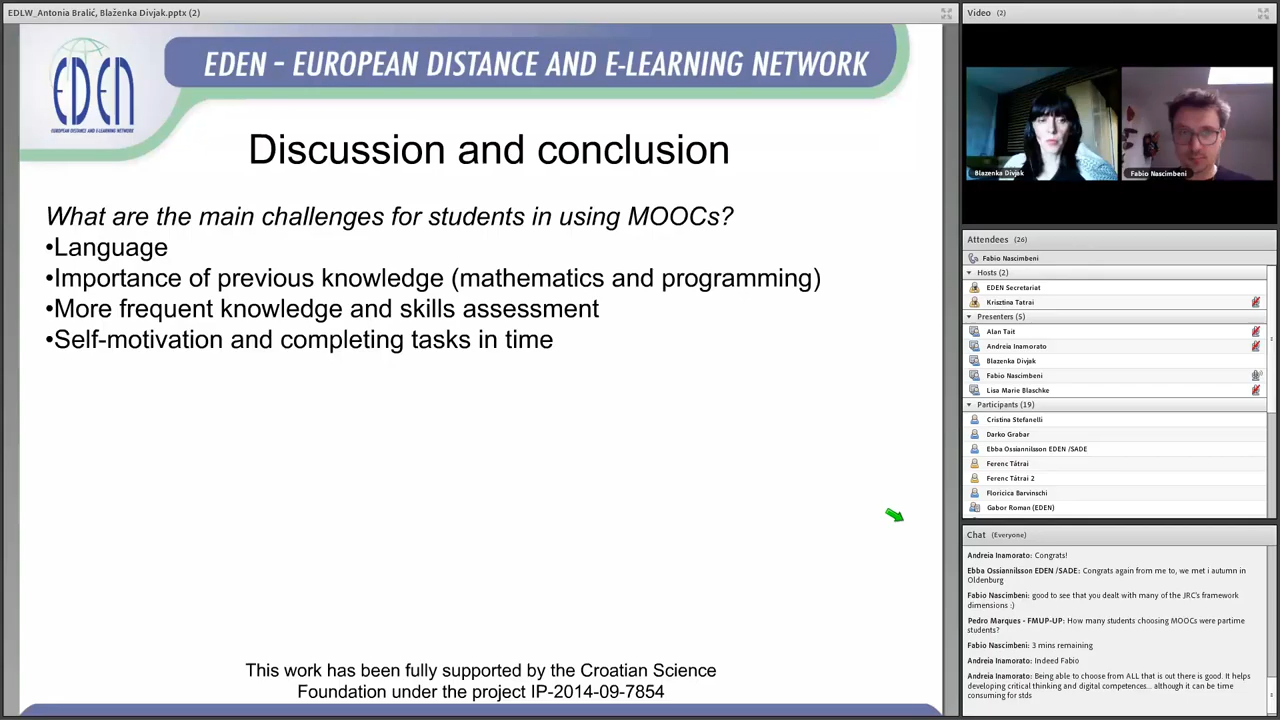 EDLW_Antonia Bralić, Blaženka Divjak.pptx (2)
EDEN
EUROPEAN DISTANCE AND E-LEARNING NETWORK
EDEN - EUROPEAN DISTANCE AND E-LEARNING NETWORK
Discussion and conclusion
What are the main challenges for students in using MOOCs?
•Language
•Importance of previous knowledge (mathematics and programming)
•More frequent knowledge and skills assessment
•Self-motivation and completing tasks in time
This work has been fully supported by the Croatian Science
Foundation under the project IP-2014-09-7854
Video (2)
Blazenka Divjak
Fabio Nascimbeni
Attendees (26)
Fabio Nascimbeni
Hosts (2)
EDEN Secretariat
Krisztina Tatrai
Presenters (5)
Alan Tait
Andreia Inamorato
Blazenka Divjak
Fabio Nascimbeni
Lisa Marie Blaschke
Participants (19)
Cristina Stefanelli
Darko Grabar
Ebba Ossiannilsson EDEN /SADE
Ferenc Tátrai
Ferenc Tátrai 2
Floricica Barvinschi
Gabor Roman (EDEN)
Chat (Everyone)
Andreia Inamorato: Congrats!
Ebba Ossiannilsson EDEN /SADE: Congrats again from me to, we met i autumn in
Oldenburg
Fabio Nascimbeni: good to see that you dealt with many of the JRC's framework
dimensions :)
Pedro Marques - FMUP-UP: How many students choosing MOOCs were partime
students?
Fabio Nascimbeni: 3 mins remaining
Andreia Inamorato: Indeed Fabio
Andreia Inamorato: Being able to choose from ALL that is out there is good. It helps
developing critical thinking and digital competences... although it can be time
consuming for stds